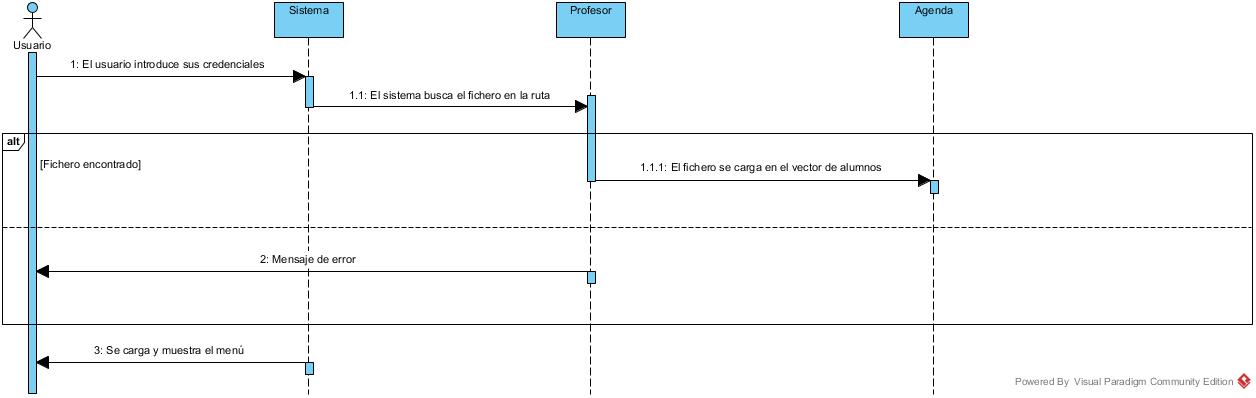 Sistema
Profesor
Agenda
Usuario
1: El usuario introduce sus credenciales
1.1: El sistema busca el fichero en la ruta
alt
[Fichero encontrado]
1.1.1: El fichero se carga en el vector de alumnos
2: Mensaje de error
3: Se carga y muestra el menú
Powered By Visual Paradigm Community Edition